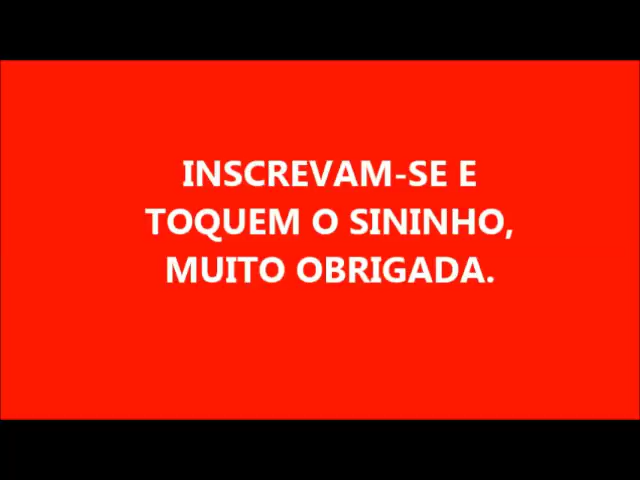 INSCREVAM-SE E
TOQUEM O SININHO,
MUITO OBRIGADA.